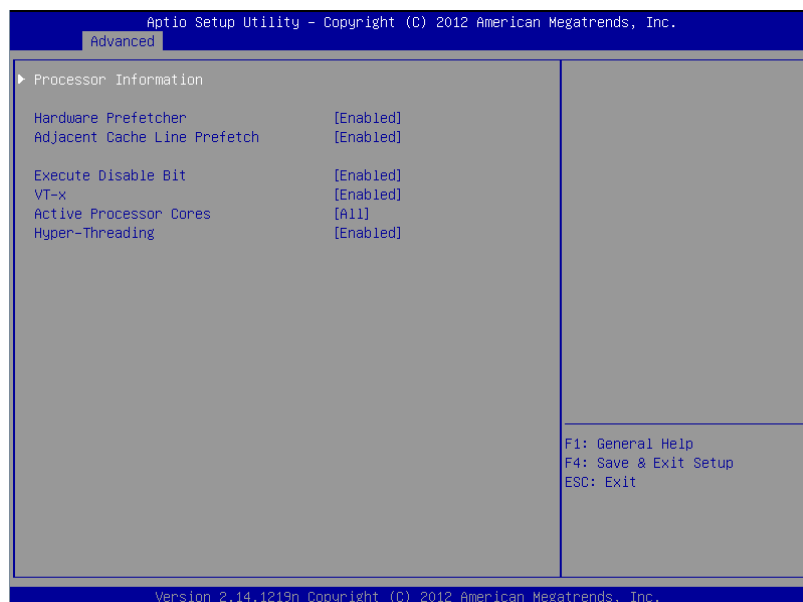 Aptio Setup Utility – Copyright (C) 2012 American Megatrends, Inc.
Advanced
Processor Information
Hardware Prefetcher [Enabled]
Adjacent Cache Line Prefetch [Enabled]
Execute Disable Bit [Enabled]
VT-x [Enabled]
Active Processor Cores [All]
Hyper-Threading [Enabled]
F1: General Help
F4: Save & Exit Setup
ESC: Exit
Version 2.14.1219n Copyright (C) 2012 American Megatrends, Inc.